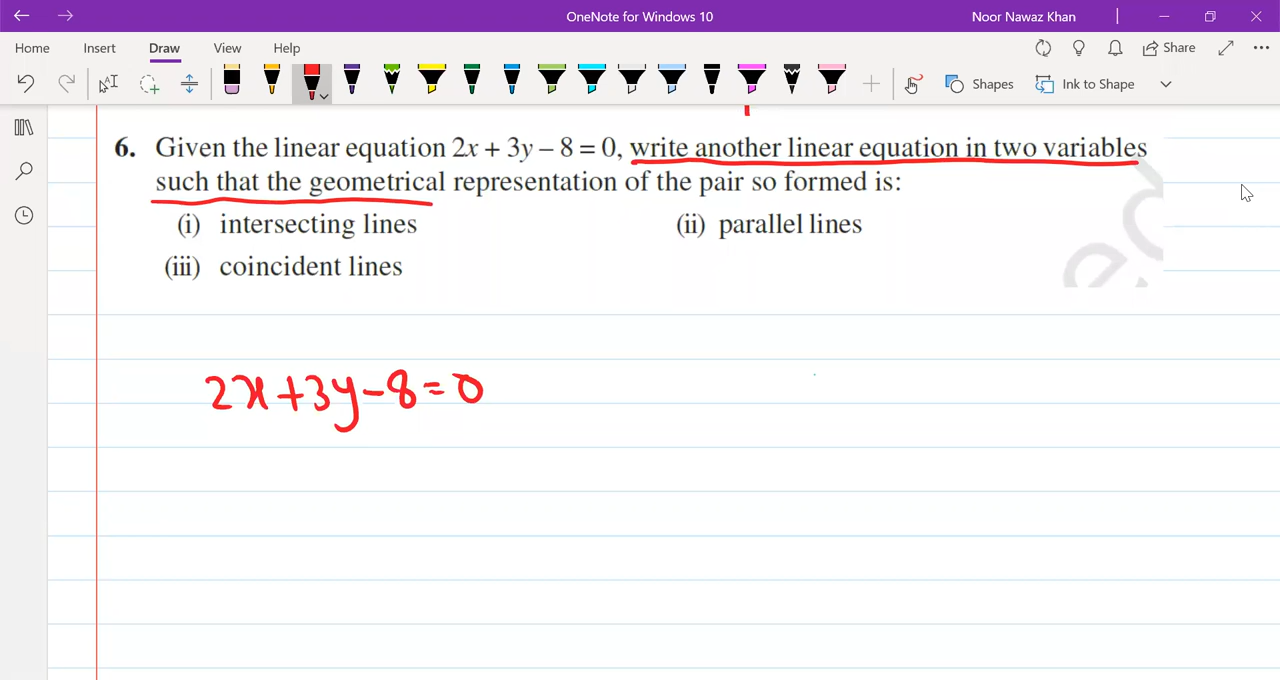 OneNote for Windows 10
Noor Nawaz Khan
Home Insert Draw View Help
Share
Shapes
Ink to Shape
6. Given the linear equation 2x + 3y – 8 = 0, write another linear equation in two variables
such that the geometrical representation of the pair so formed is:
(i) intersecting lines (ii) parallel lines
(iii) coincident lines
2x+3y-8=0